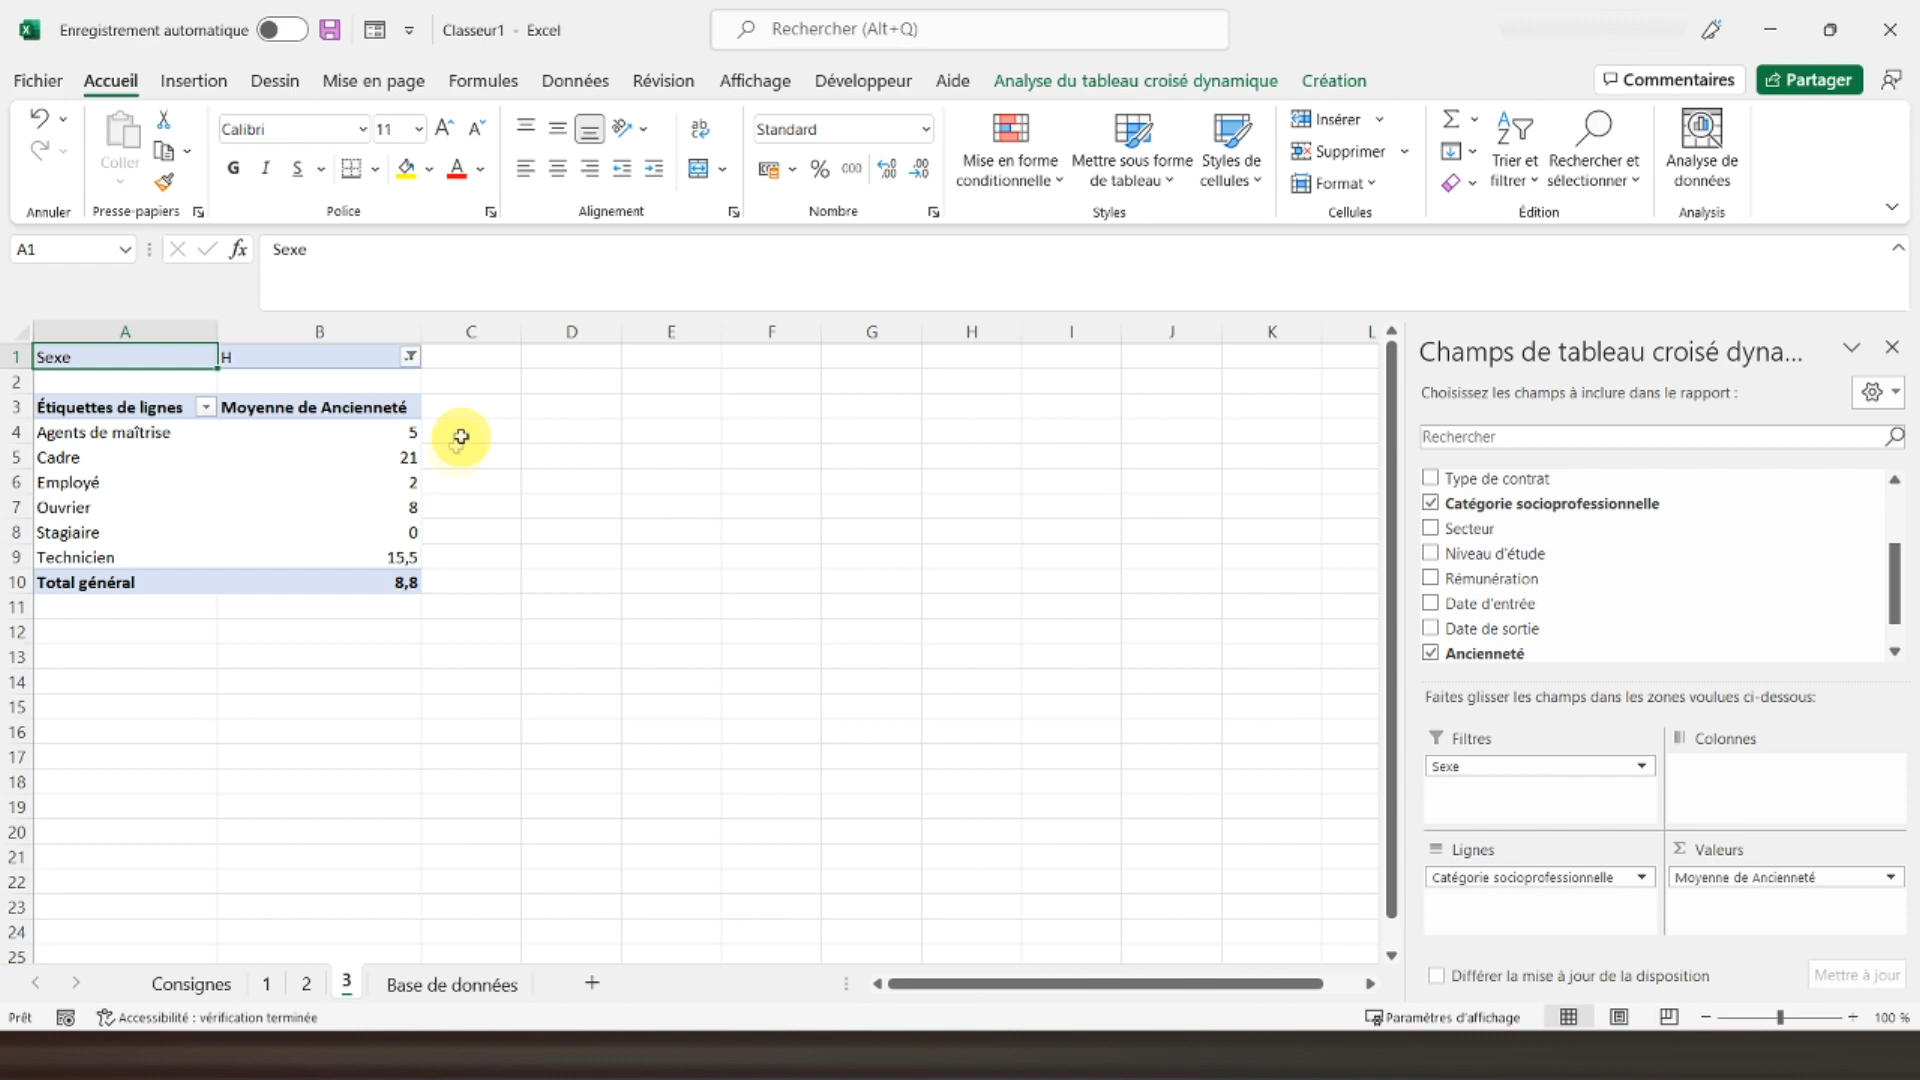 Enregistrement automatique
Classeur1 - Excel
Rechercher (Alt+Q)
Fichier Accueil Insertion Dessin Mise en page Formules Données Révision Affichage Développeur Aide Analyse du tableau croisé dynamique Création
Commentaires Partager
Coller
Calibri 11
G I S
Standard
% 000
Mise en forme conditionnelle
Mettre sous forme de tableau
Styles de cellules
Insérer
Supprimer
Format
Trier et filtrer
Rechercher et sélectionner
Analyse de données
Annuler Presse-papiers Police Alignement Nombre Styles Cellules Édition Analysis
A1 fx Sexe
A B C D E F G H I J K L
1 Sexe H
2
3 Étiquettes de lignes Moyenne de Ancienneté
4 Agents de maîtrise 5
5 Cadre 21
6 Employé 2
7 Ouvrier 8
8 Stagiaire 0
9 Technicien 15,5
10 Total général 8,8
11
12
13
14
15
16
17
18
19
20
21
22
23
24
25
Champs de tableau croisé dyna...
Choisissez les champs à inclure dans le rapport :
Rechercher
Type de contrat
Catégorie socioprofessionnelle
Secteur
Niveau d'étude
Rémunération
Date d'entrée
Date de sortie
Ancienneté
Faites glisser les champs dans les zones voulues ci-dessous:
Filtres Colonnes
Sexe
Lignes Σ Valeurs
Catégorie socioprofessionnelle Moyenne de Ancienneté
Différer la mise à jour de la disposition Mettre à jour
Consignes 1 2 3 Base de données
Prêt Accessibilité : vérification terminée Paramètres d'affichage 100 %